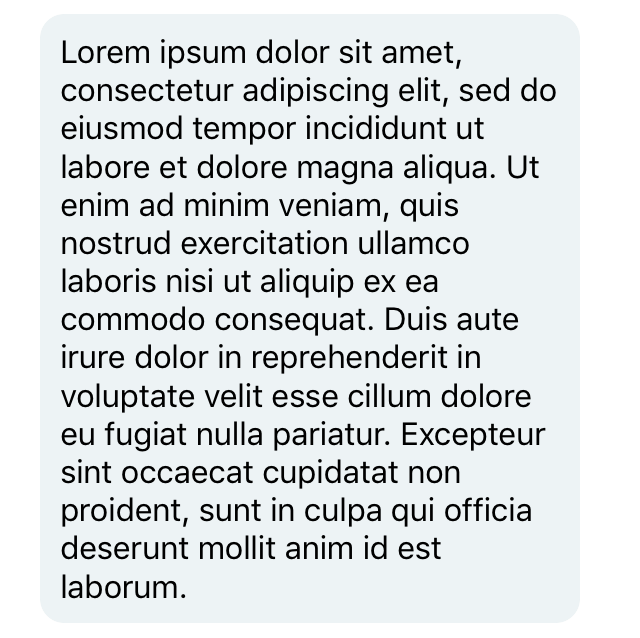 Lorem ipsum dolor sit amet,
consectetur adipiscing elit, sed do
eiusmod tempor incididunt ut
labore et dolore magna aliqua. Ut
enim ad minim veniam, quis
nostrud exercitation ullamco
laboris nisi ut aliquip ex ea
commodo consequat. Duis aute
irure dolor in reprehenderit in
voluptate velit esse cillum dolore
eu fugiat nulla pariatur. Excepteur
sint occaecat cupidatat non
proident, sunt in culpa qui officia
deserunt mollit anim id est
laborum.